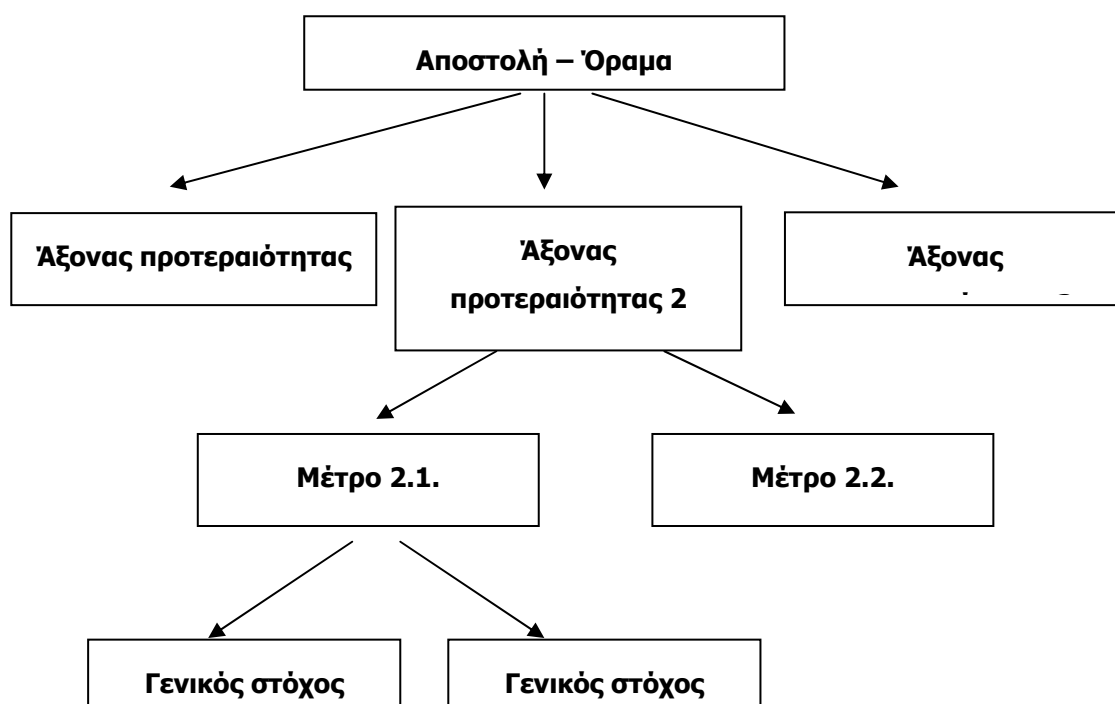 Αποστολή – Όραμα
Άξονας προτεραιότητας
Άξονας
προτεραιότητας 2
Άξονας
Μέτρο 2.1.
Μέτρο 2.2.
Γενικός στόχος
Γενικός στόχος